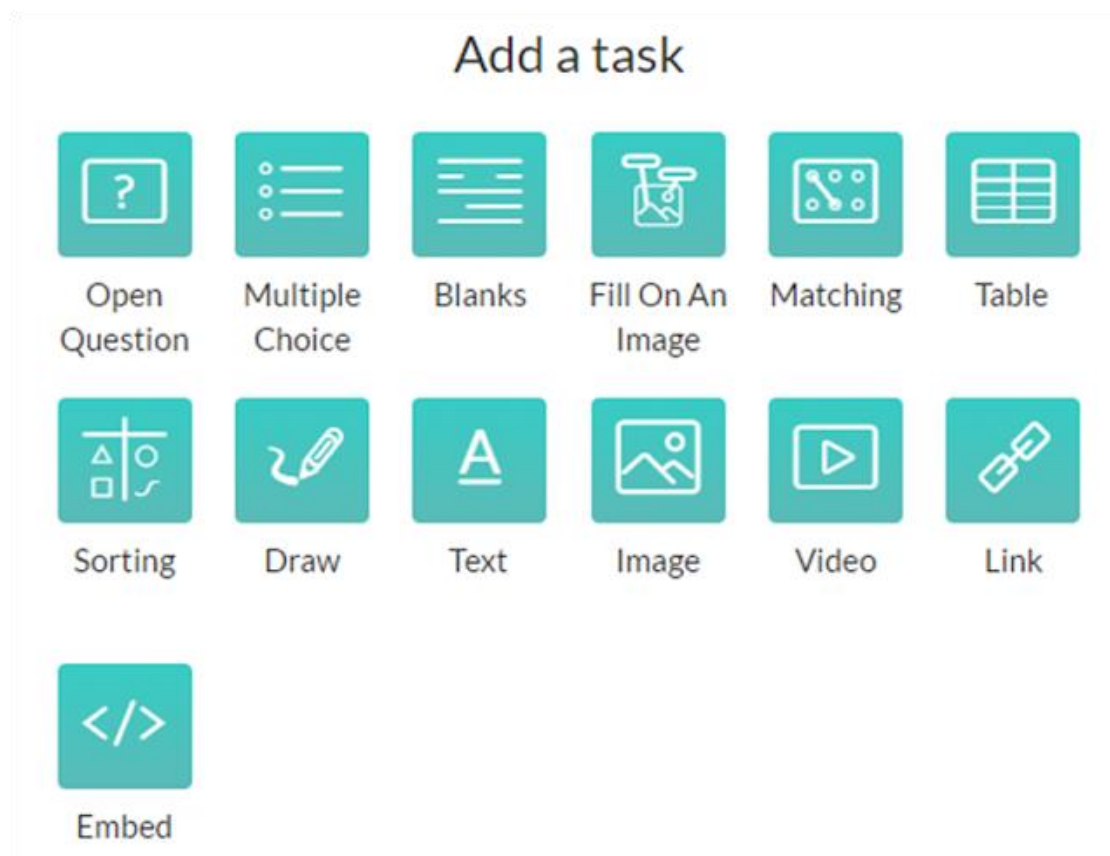 Add a task
Open Question
Multiple Choice
Blanks
Fill On An Image
Matching
Table
Sorting
Draw
Text
Image
Video
Link
Embed